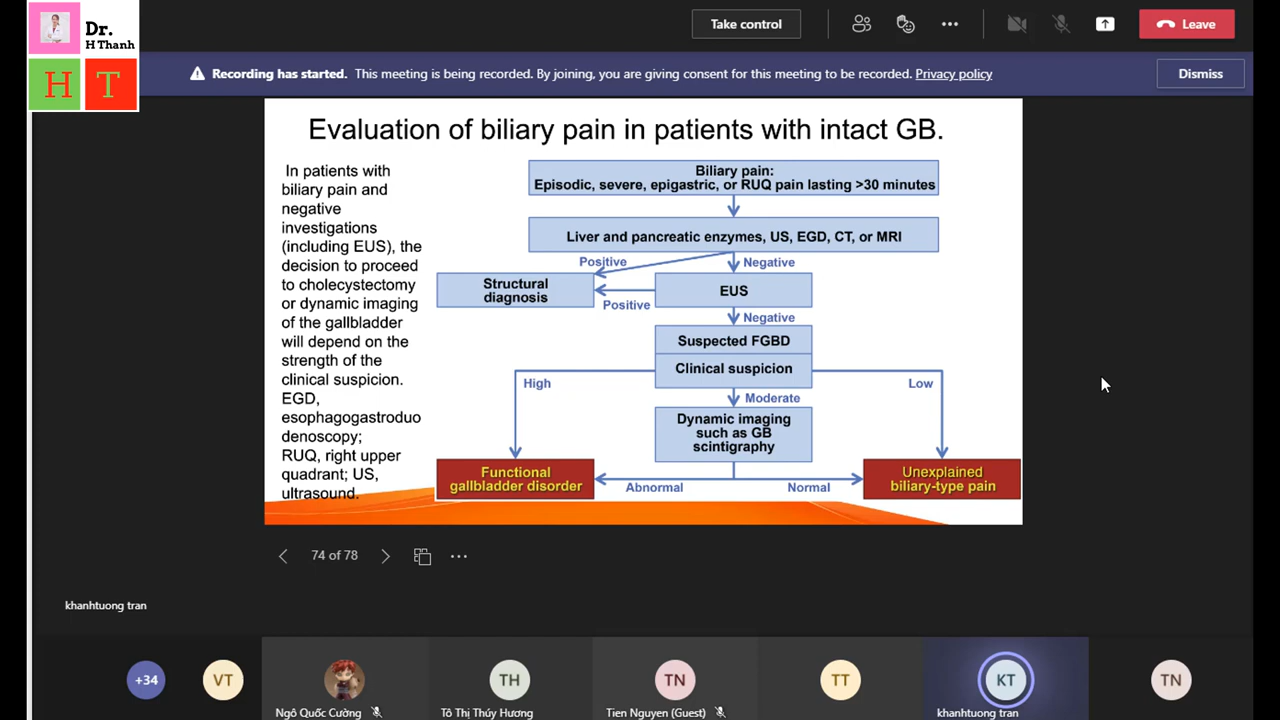 Dr.
H Thanh
H T
Take control
Leave
Recording has started. This meeting is being recorded. By joining, you are giving consent for this meeting to be recorded. Privacy policy
Dismiss
Evaluation of biliary pain in patients with intact GB.
In patients with
biliary pain and
negative
investigations
(including EUS), the
decision to proceed
to cholecystectomy
or dynamic imaging
of the gallbladder
will depend on the
strength of the
clinical suspicion.
EGD,
esophagogastroduo
denoscopy;
RUQ, right upper
quadrant; US,
ultrasound.
Biliary pain:
Episodic, severe, epigastric, or RUQ pain lasting >30 minutes
Liver and pancreatic enzymes, US, EGD, CT, or MRI
Positive
Negative
Structural
diagnosis
EUS
Positive
Negative
Suspected FGBD
Clinical suspicion
High
Low
Moderate
Dynamic imaging
such as GB
scintigraphy
Functional
gallbladder disorder
Abnormal
Normal
Unexplained
biliary-type pain
74 of 78
khanhtuong tran
+34
VT
TH
TN
TT
KT
TN
Ngô Quốc Cường
Tô Thị Thúy Hương
Tien Nguyen (Guest)
khanhtuong tran